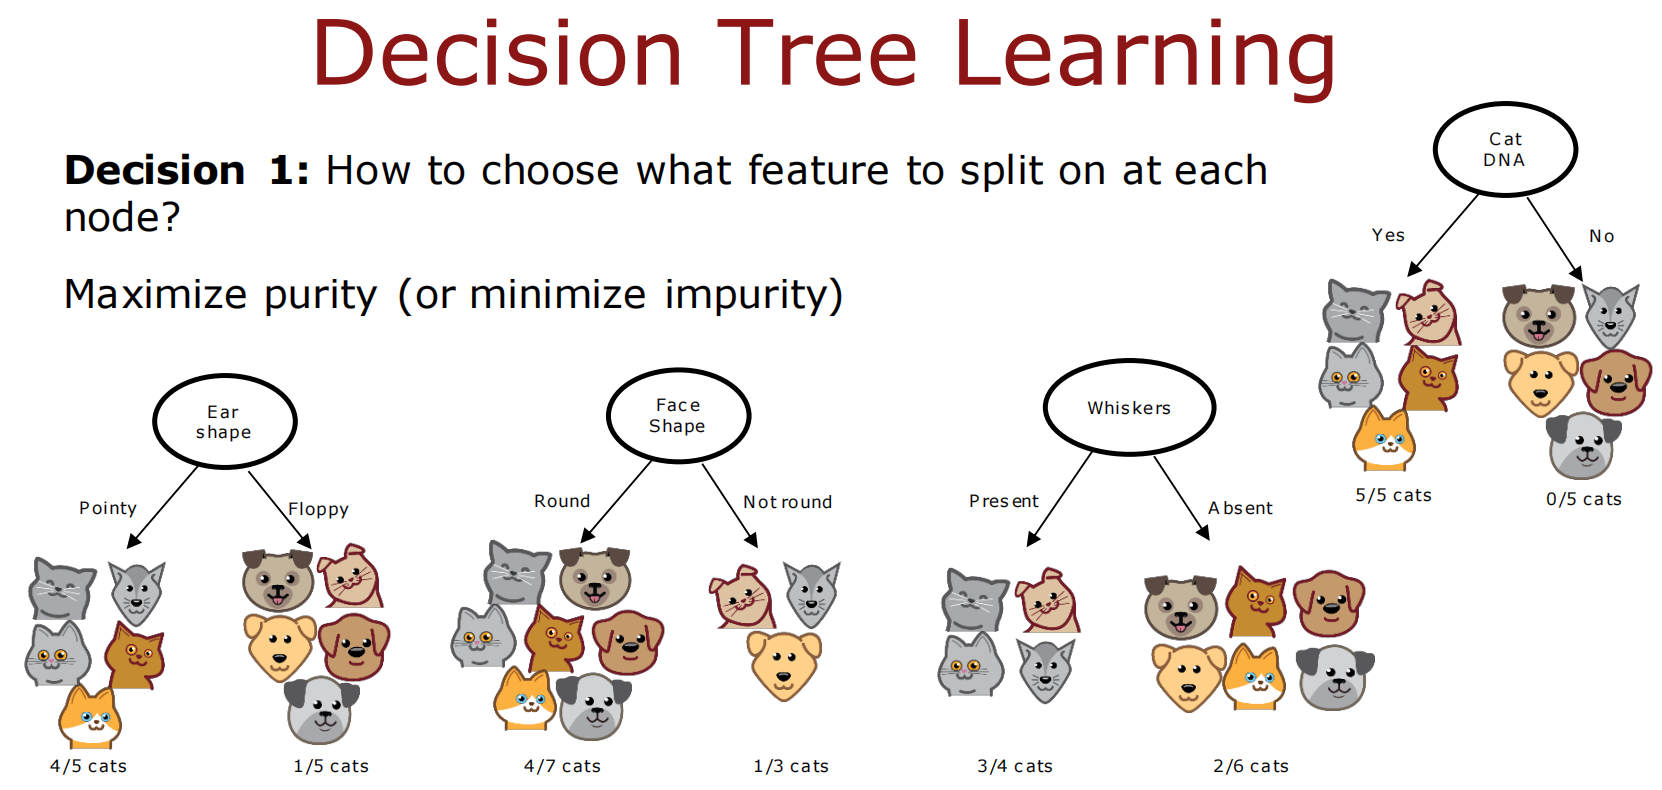 Decision Tree Learning
Decision 1: How to choose what feature to split on at each
node?
Maximize purity (or minimize impurity)
Cat
DNA
Yes
No
5/5 cats
0/5 cats
Ear
shape
Pointy
Floppy
4/5 cats
1/5 cats
Face
Shape
Round
Not round
4/7 cats
1/3 cats
Whiskers
Present
Absent
3/4 cats
2/6 cats